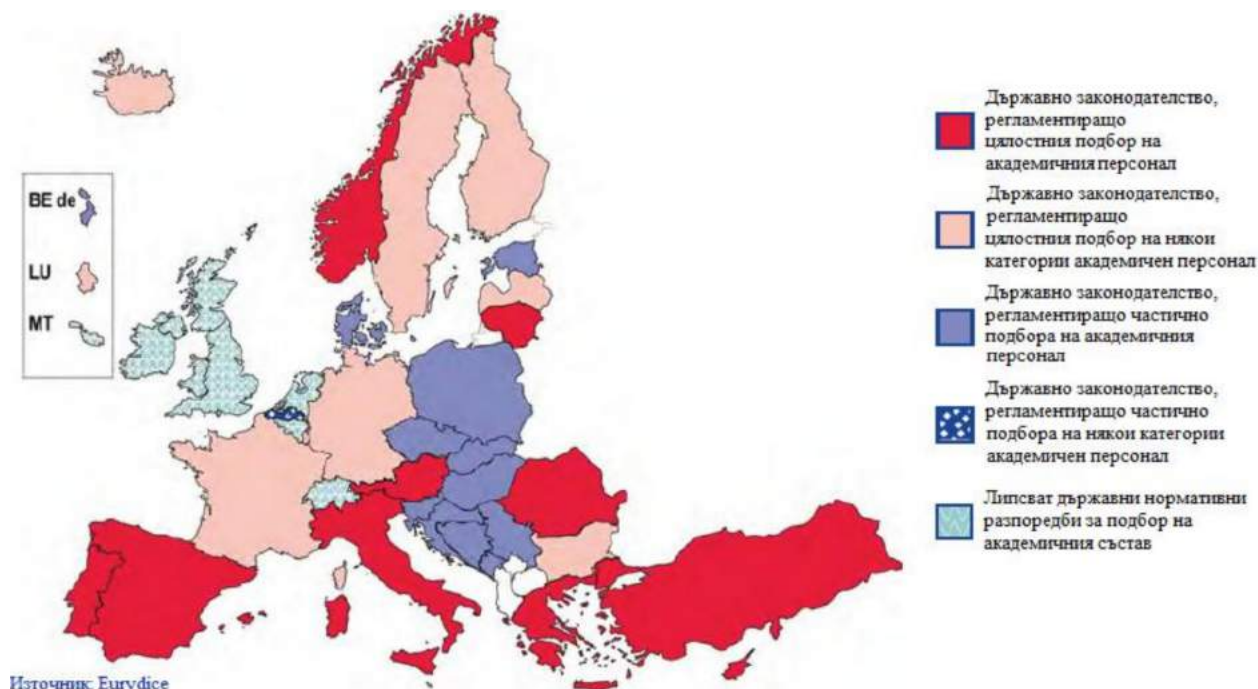 BE de
LU
MT
Държавно законодателство,
регламентиращо
цялостния подбор на
академичния персонал
Държавно законодателство,
регламентиращо
цялостния подбор на някои
категории академичен персонал
Държавно законодателство,
регламентиращо частично
подбора на академичния
персонал
Държавно законодателство,
регламентиращо частично
подбора на някои категории
академичен персонал
Липсват държавни нормативни
разпоредби за подбор на
академичния състав
Източник: Eurydice